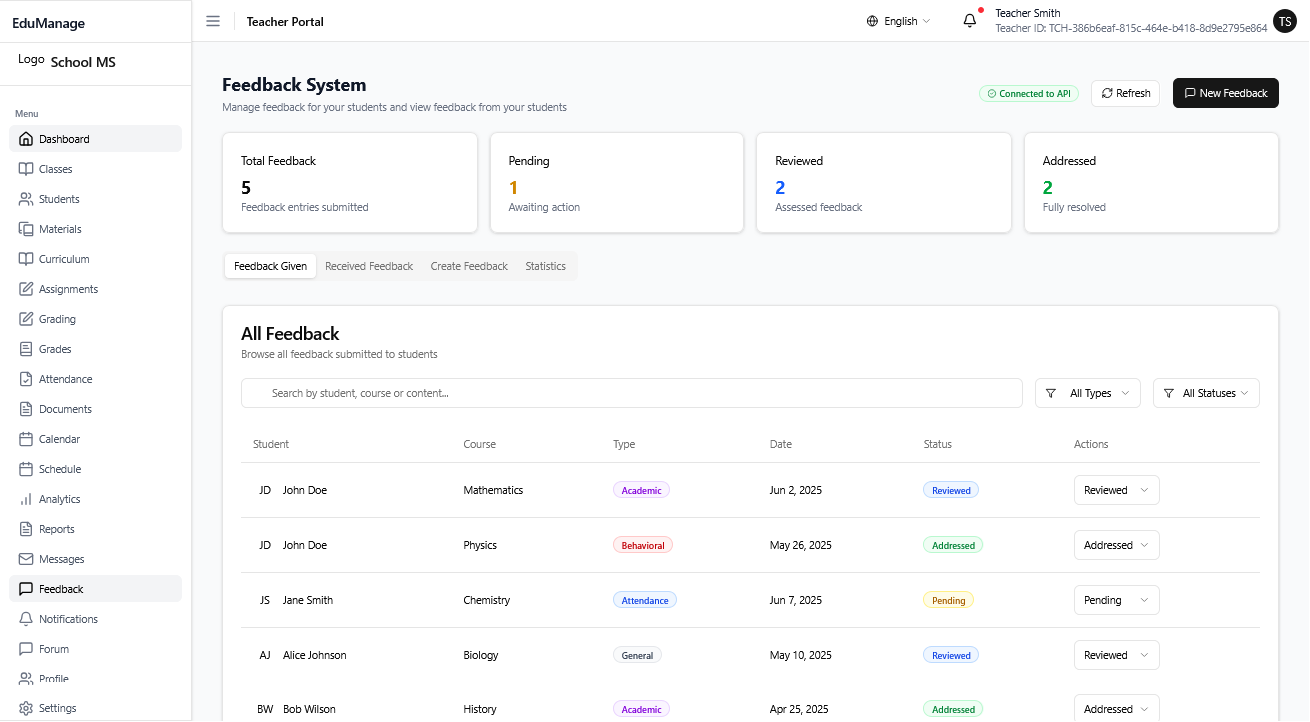 EduManage
Logo School MS
Menu
Dashboard
Classes
Students
Materials
Curriculum
Assignments
Grading
Grades
Attendance
Documents
Calendar
Schedule
Analytics
Reports
Messages
Feedback
Notifications
Forum
Profile
Settings
Teacher Portal
English
Teacher Smith
Teacher ID: TCH-386b6eaf-815c-464e-b418-8d9e2795e864
TS
Feedback System
Manage feedback for your students and view feedback from your students
Connected to API
Refresh
New Feedback
Total Feedback
5
Feedback entries submitted
Pending
1
Awaiting action
Reviewed
2
Assessed feedback
Addressed
2
Fully resolved
Feedback Given Received Feedback Create Feedback Statistics
All Feedback
Browse all feedback submitted to students
Search by student, course or content... All Types All Statuses
Student Course Type Date Status Actions
JD John Doe Mathematics Academic Jun 2, 2025 Reviewed Reviewed
JD John Doe Physics Behavioral May 26, 2025 Addressed Addressed
JS Jane Smith Chemistry Attendance Jun 7, 2025 Pending Pending
AJ Alice Johnson Biology General May 10, 2025 Reviewed Reviewed
BW Bob Wilson History Academic Apr 25, 2025 Addressed Addressed